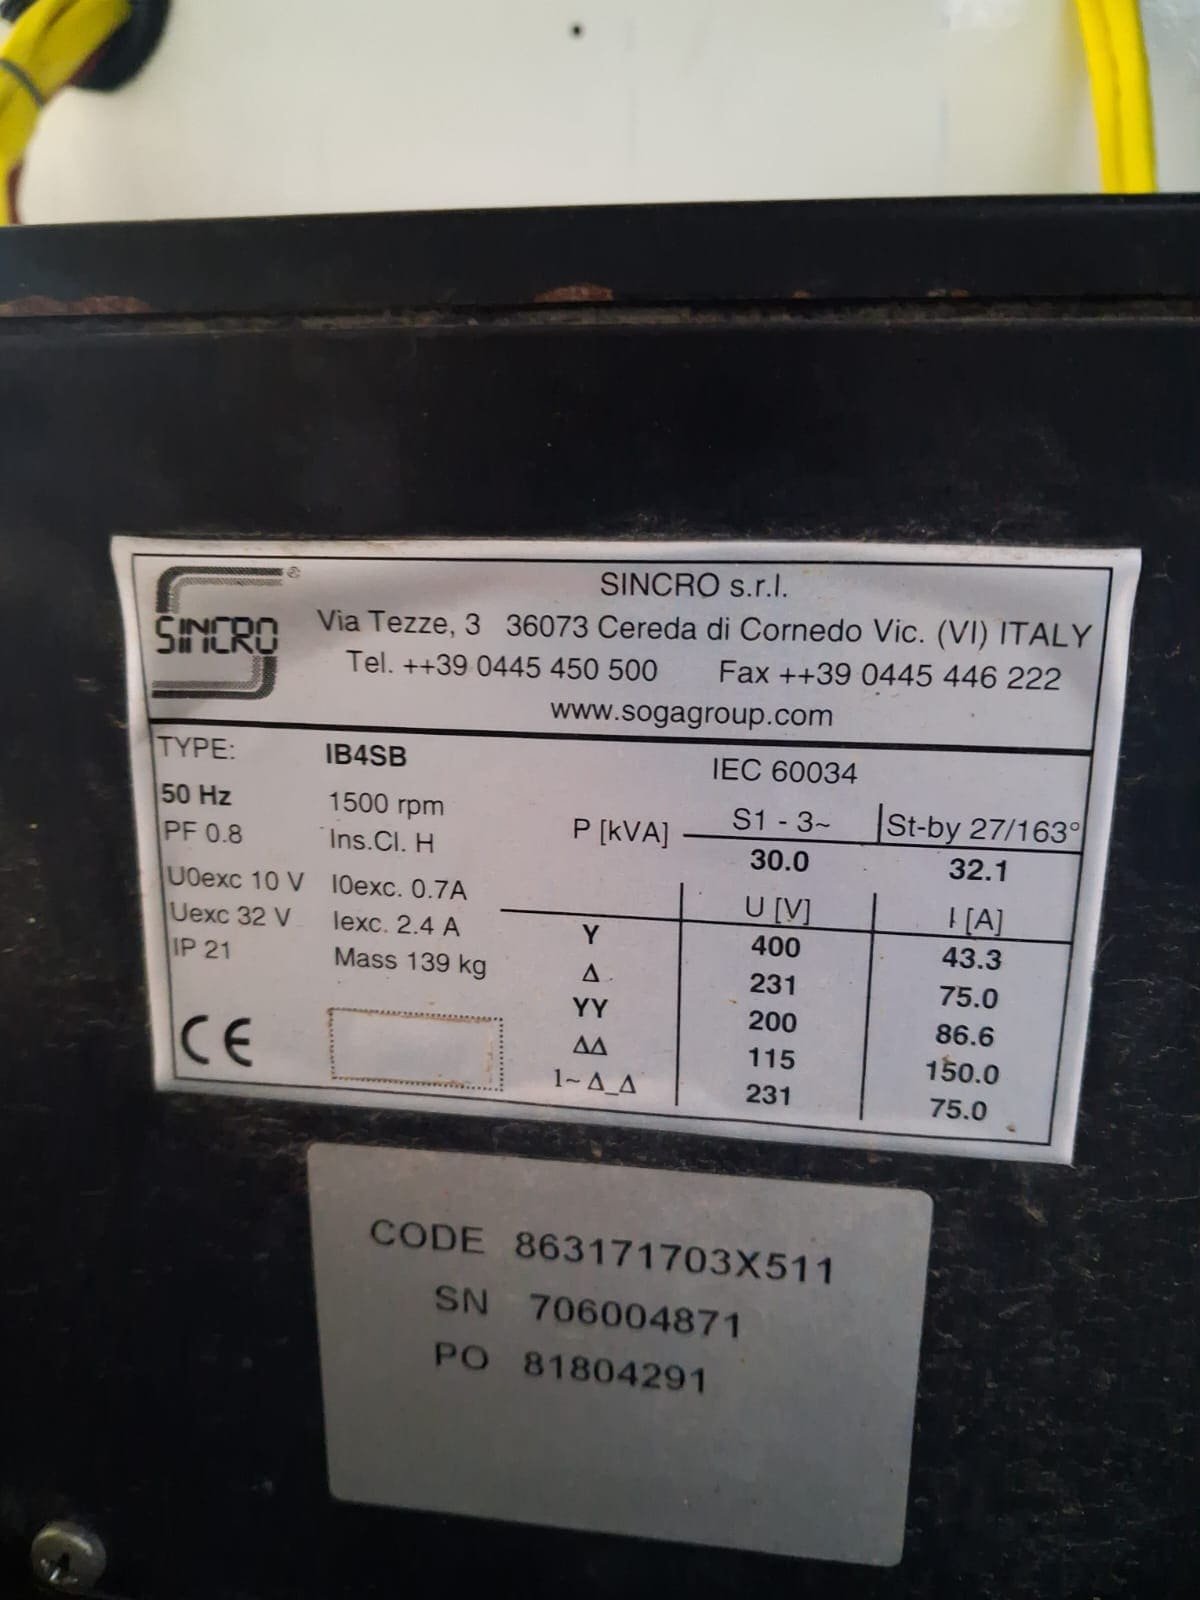 SINCRO ®
SINCRO s.r.l.
Via Tezze, 3 36073 Cereda di Cornedo Vic. (VI) ITALY
Tel. ++39 0445 450 500 Fax ++39 0445 446 222
www.sogagroup.com
TYPE: IB4SB
50 Hz 1500 rpm
PF 0.8 Ins.Cl. H
U0exc 10 V I0exc. 0.7A
Uexc 32 V Iexc. 2.4 A
IP 21 Mass 139 kg
CE
IEC 60034
P [kVA] S1 - 3~ St-by 27/163°
30.0 32.1
U [V] I [A]
Y 400 43.3
Δ 231 75.0
YY 200 86.6
ΔΔ 115 150.0
1~ Δ_Δ 231 75.0
CODE 863171703X511
SN 706004871
PO 81804291